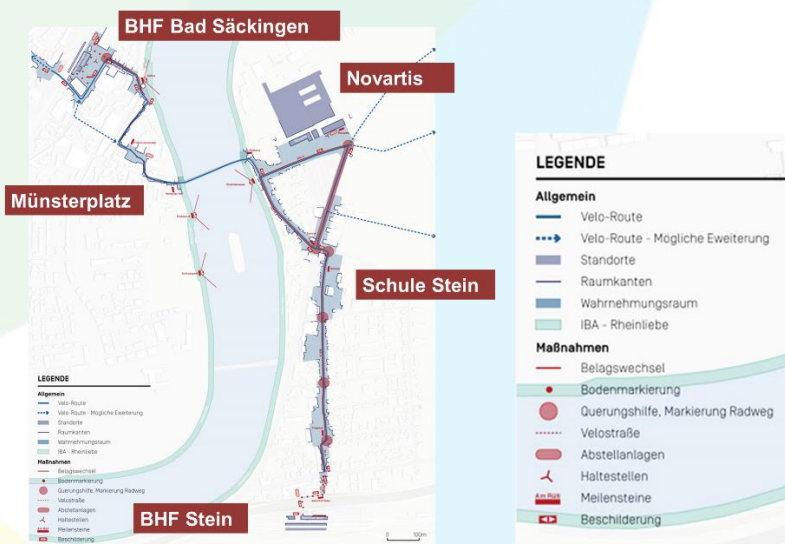 BHF Bad Säckingen
Novartis
Münsterplatz
Schule Stein
BHF Stein
LEGENDE
Allgemein
Velo-Route
Velo-Route - Mögliche Eweiterung
Standorte
Raumkanten
Wahrnehmungsraum
IBA - Rheinliebe
Maßnahmen
Belagswechsel
Bodenmarkierung
Querungshilfe, Markierung Radweg
Velostraße
Abstellanlagen
Haltestellen
Meilensteine
Beschilderung
0 100m
LEGENDE
Allgemein
Velo-Route
Velo-Route - Mögliche Eweiterung
Standorte
Raumkanten
Wahrnehmungsraum
IBA - Rheinliebe
Maßnahmen
Belagswechsel
Bodenmarkierung
Querungshilfe, Markierung Radweg
Velostraße
Abstellanlagen
Haltestellen
Meilensteine
Beschilderung